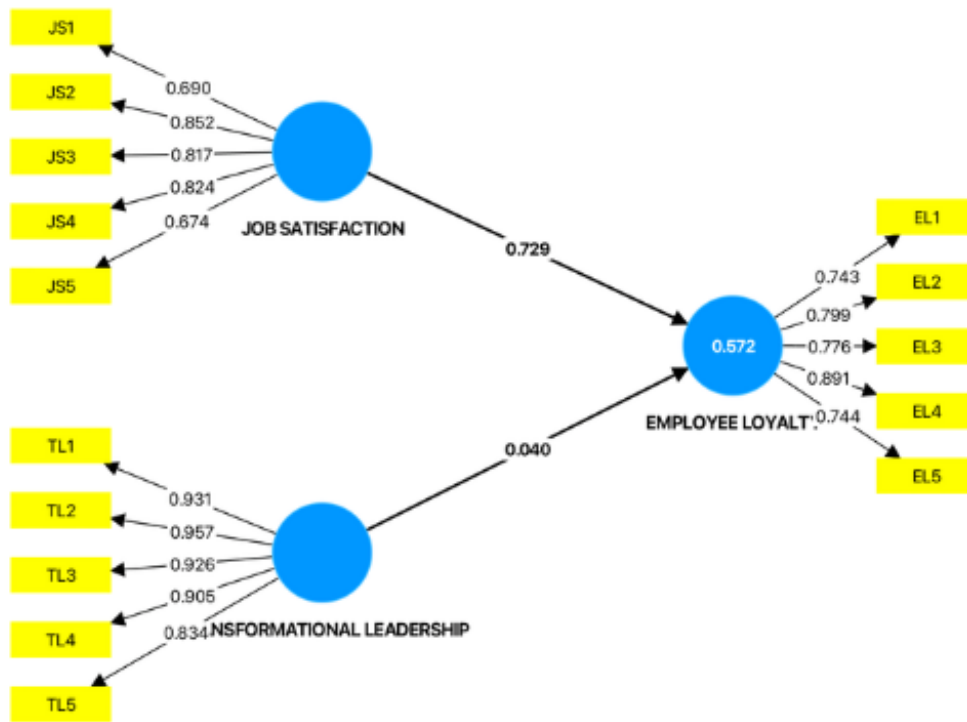 JS1
0.690
JS2
0.852
JS3
0.817
JS4
0.824
JS5
0.674
JOB SATISFACTION
0.729
EL1
0.743
EL2
0.799
0.572
0.776
EL3
0.891
EL4
0.744
EMPLOYEE LOYALT
EL5
0.040
TL1
0.931
TL2
0.957
TL3
0.926
0.905
TL4
0.834
NSFORMATIONAL LEADERSHIP
TL5